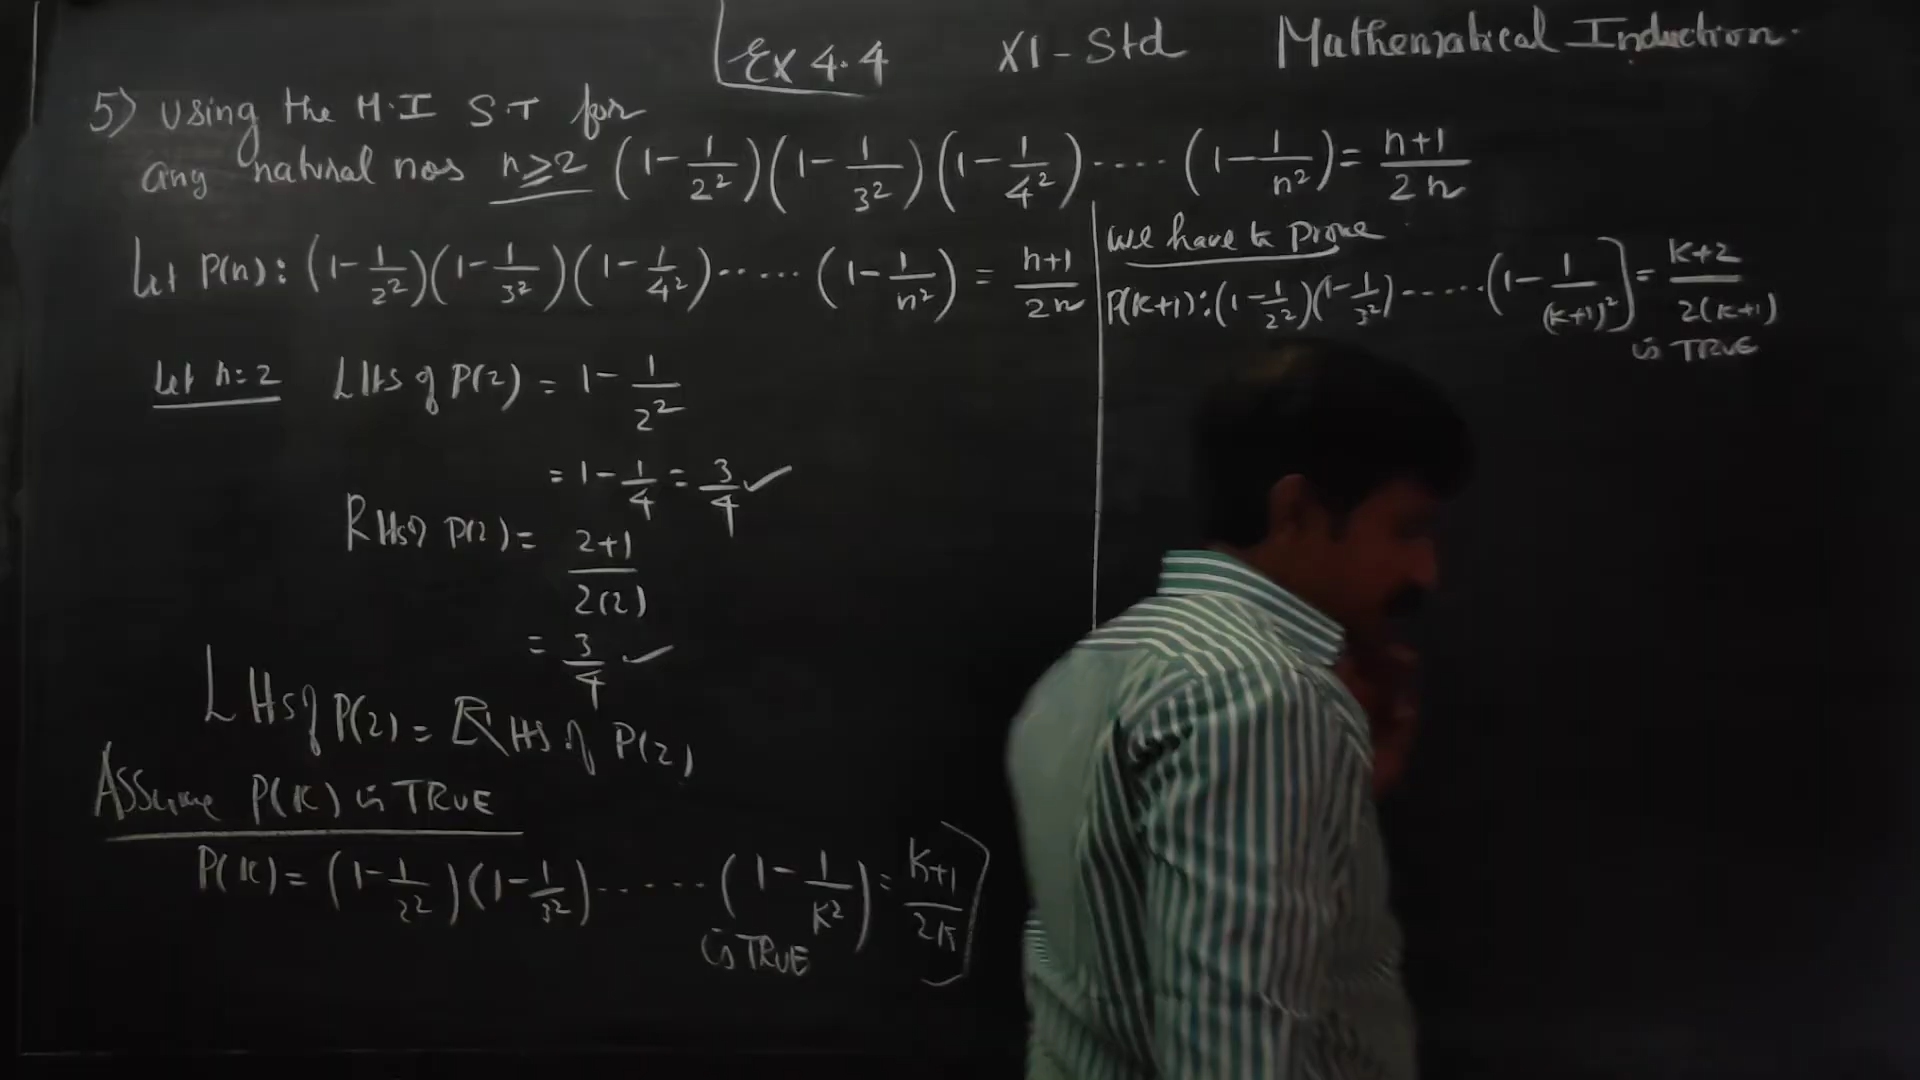 Ex 4.4 XI-Std Mathematical Induction.
5) Using the M.I S.T for
any natural nos n≥2 (1-1/2²)(1-1/3²)(1-1/4²).....(1-1/n²)=n+1/2n
Let P(n): (1-1/2²)(1-1/3²)(1-1/4²)......(1-1/n²) = n+1/2n
Let n=2 LHS of P(2) = 1-1/2²
= 1-1/4 = 3/4 ✓
RHS of P(2) = 2+1/2(2)
= 3/4 ✓
LHS of P(2) = RHS of P(2)
Assume P(K) is TRUE
P(K) = (1-1/2²)(1-1/3²)......(1-1/K²) = K+1/2K
is TRUE
We have to prove
P(K+1): (1-1/2²)(1-1/3²)......(1-1/(K+1)²] = K+2/2(K+1)
is TRUE